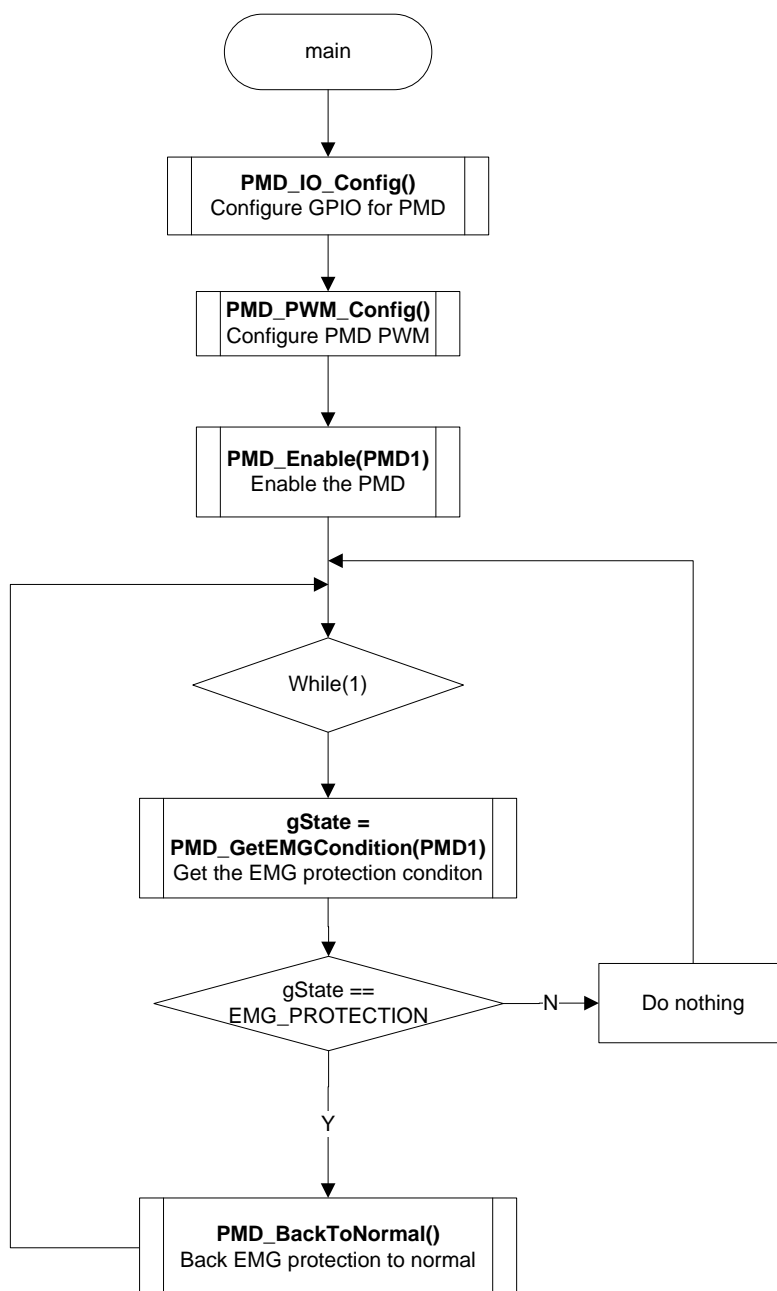 main
PMD_IO_Config()
Configure GPIO for PMD
PMD_PWM_Config()
Configure PMD PWM
PMD_Enable(PMD1)
Enable the PMD
While(1)
gState =
PMD_GetEMGCondition(PMD1)
Get the EMG protection conditon
gState ==
EMG_PROTECTION
N
Do nothing
Y
PMD_BackToNormal()
Back EMG protection to normal